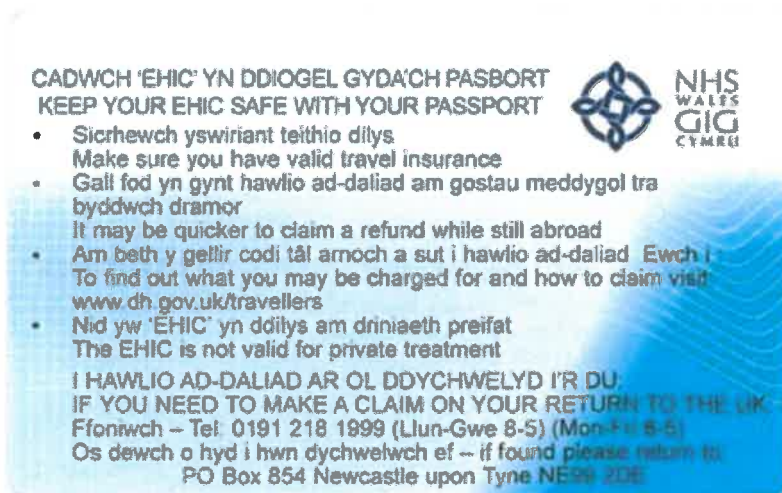 CADWCH 'EHIC' YN DDIOGEL GYDA'CH PASBORT
KEEP YOUR EHIC SAFE WITH YOUR PASSPORT
NHS
WALES
GIG
CYMRU
• Sicrhewch yswiriant teithio dilys
Make sure you have valid travel insurance
• Gall fod yn gynt hawlio ad-daliad am gostau meddygol tra
byddwch dramor
It may be quicker to claim a refund while still abroad
• Am beth y gellir codi tâl arnoch a sut i hawlio ad-daliad Ewch i :
To find out what you may be charged for and how to claim visit
www.dh.gov.uk/travellers
• Nid yw 'EHIC' yn ddilys am driniaeth preifat
The EHIC is not valid for private treatment
I HAWLIO AD-DALIAD AR OL DDYCHWELYD I'R DU:
IF YOU NEED TO MAKE A CLAIM ON YOUR RETURN TO THE UK:
Ffoniwch – Tel: 0191 218 1999 (Llun-Gwe 8-5) (Mon-Fri 8-5)
Os dewch o hyd i hwn dychwelwch ef – if found please return to:
PO Box 854 Newcastle upon Tyne NE99 2DE